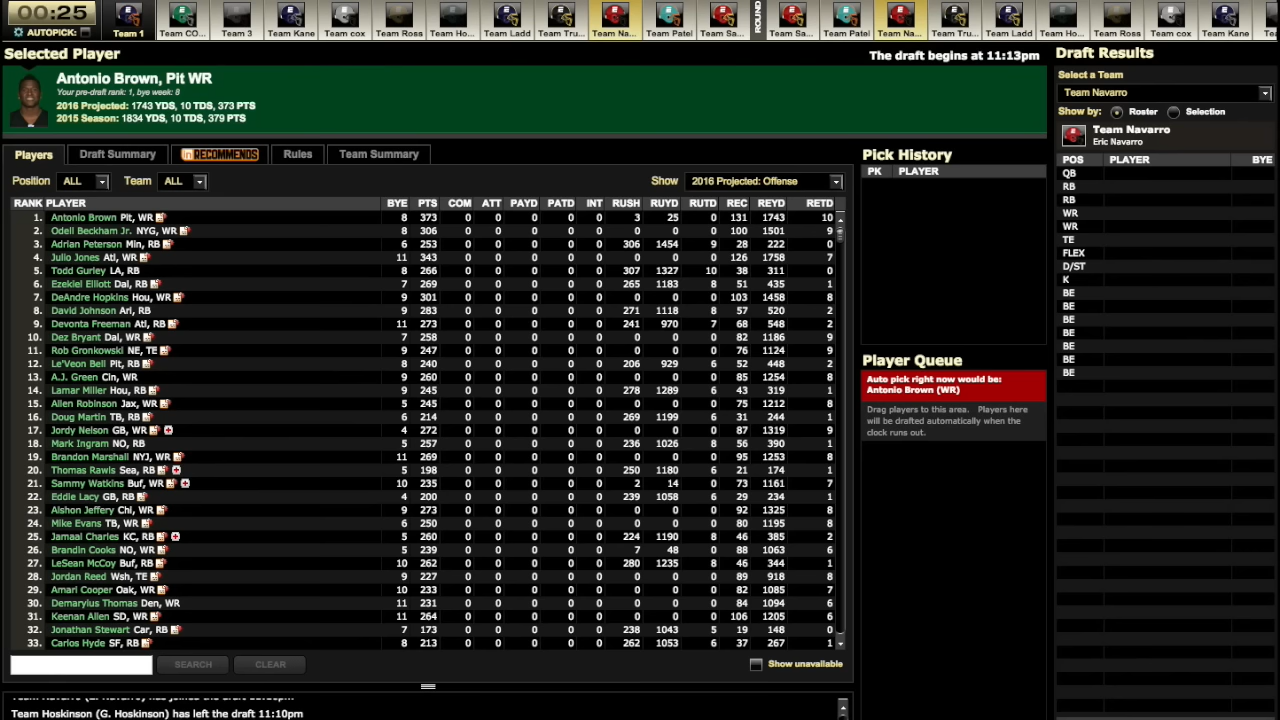 00:25
AUTOPICK:
Team 1
Team CO...
Team 3
Team Kane
Team cox
Team Ross
Team Ho...
Team Ladd
Team Tru...
Team Na...
Team Patel
Team Sa...
ROUND
Team Sa...
Team Patel
Team Na...
Team Tru...
Team Ladd
Team Ho...
Team Ross
Team cox
Team Kane
Selected Player
The draft begins at 11:13pm
Antonio Brown, Pit WR
Your pre-draft rank: 1, bye week: 8
2016 Projected: 1743 YDS, 10 TDS, 373 PTS
2015 Season: 1834 YDS, 10 TDS, 379 PTS
Players
Draft Summary
RECOMMENDS
Rules
Team Summary
Position ALL Team ALL Show 2016 Projected: Offense
RANK PLAYER BYE PTS COM ATT PAYD PATD INT RUSH RUYD RUTD REC REYD RETD
1. Antonio Brown Pit, WR 8 373 0 0 0 0 0 3 25 0 131 1743 10
2. Odell Beckham Jr. NYG, WR 8 306 0 0 0 0 0 0 0 0 100 1501 9
3. Adrian Peterson Min, RB 6 253 0 0 0 0 0 306 1454 9 28 222 0
4. Julio Jones Atl, WR 11 343 0 0 0 0 0 0 0 0 126 1758 7
5. Todd Gurley LA, RB 8 266 0 0 0 0 0 307 1327 10 38 311 0
6. Ezekiel Elliott Dal, RB 7 269 0 0 0 0 0 265 1183 8 51 435 1
7. DeAndre Hopkins Hou, WR 9 301 0 0 0 0 0 0 0 0 103 1458 8
8. David Johnson Ari, RB 9 283 0 0 0 0 0 271 1118 8 57 520 2
9. Devonta Freeman Atl, RB 11 273 0 0 0 0 0 241 970 7 68 548 2
10. Dez Bryant Dal, WR 7 258 0 0 0 0 0 0 0 0 82 1186 9
11. Rob Gronkowski NE, TE 9 247 0 0 0 0 0 0 0 0 76 1124 9
12. Le'Veon Bell Pit, RB 8 240 0 0 0 0 0 206 929 6 52 448 2
13. A.J. Green Cin, WR 9 260 0 0 0 0 0 0 0 0 85 1254 8
14. Lamar Miller Hou, RB 9 245 0 0 0 0 0 278 1289 6 43 319 1
15. Allen Robinson Jax, WR 5 245 0 0 0 0 0 0 0 0 75 1212 8
16. Doug Martin TB, RB 6 214 0 0 0 0 0 269 1199 6 31 244 1
17. Jordy Nelson GB, WR 4 272 0 0 0 0 0 0 0 0 87 1319 9
18. Mark Ingram NO, RB 5 257 0 0 0 0 0 236 1026 8 56 390 1
19. Brandon Marshall NYJ, WR 11 269 0 0 0 0 0 0 0 0 95 1253 8
20. Thomas Rawls Sea, RB 5 198 0 0 0 0 0 250 1180 6 21 174 1
21. Sammy Watkins Buf, WR 10 235 0 0 0 0 0 2 14 0 73 1161 7
22. Eddie Lacy GB, RB 4 200 0 0 0 0 0 239 1058 6 29 234 1
23. Alshon Jeffery Chi, WR 9 273 0 0 0 0 0 0 0 0 92 1325 8
24. Mike Evans TB, WR 6 250 0 0 0 0 0 0 0 0 80 1195 8
25. Jamaal Charles KC, RB 5 260 0 0 0 0 0 224 1190 8 46 385 2
26. Brandin Cooks NO, WR 5 239 0 0 0 0 0 7 48 0 88 1063 6
27. LeSean McCoy Buf, RB 10 262 0 0 0 0 0 280 1235 8 46 344 1
28. Jordan Reed Wsh, TE 9 227 0 0 0 0 0 0 0 0 89 918 8
29. Amari Cooper Oak, WR 10 233 0 0 0 0 0 0 0 0 82 1085 7
30. Demaryius Thomas Den, WR 11 231 0 0 0 0 0 0 0 0 84 1094 6
31. Keenan Allen SD, WR 11 264 0 0 0 0 0 0 0 0 106 1205 6
32. Jonathan Stewart Car, RB 7 173 0 0 0 0 0 238 1043 5 19 148 0
33. Carlos Hyde SF, RB 8 213 0 0 0 0 0 262 1053 6 37 267 1
SEARCH
CLEAR
Show unavailable
Team Hoskinson (G. Hoskinson) has left the draft 11:10pm
Pick History
PK PLAYER
Player Queue
Auto pick right now would be:
Antonio Brown (WR)
Drag players to this area. Players here
will be drafted automatically when the
clock runs out.
Draft Results
Select a Team
Team Navarro
Show by: Roster Selection
Team Navarro
Eric Navarro
POS PLAYER BYE
QB
RB
RB
WR
WR
TE
FLEX
D/ST
K
BE
BE
BE
BE
BE
BE
BE